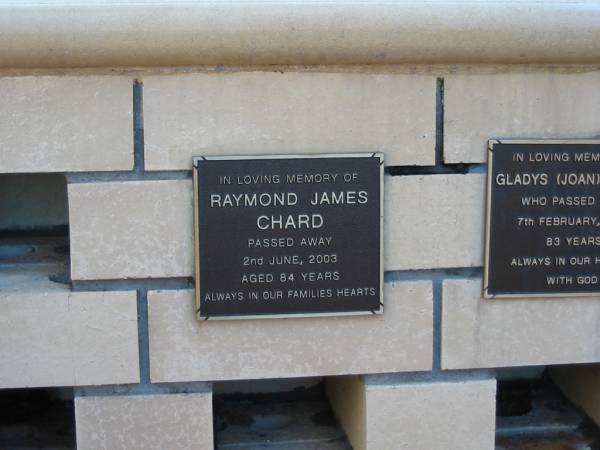 IN LOVING MEMORY OF
RAYMOND JAMES
CHARD
PASSED AWAY
2nd JUNE, 2003
AGED 84 YEARS
ALWAYS IN OUR FAMILIES HEARTS
IN LOVING MEM
GLADYS (JOAN)
WHO PASSED
7th FEBRUARY,
83 YEARS
ALWAYS IN OUR H
WITH GOD